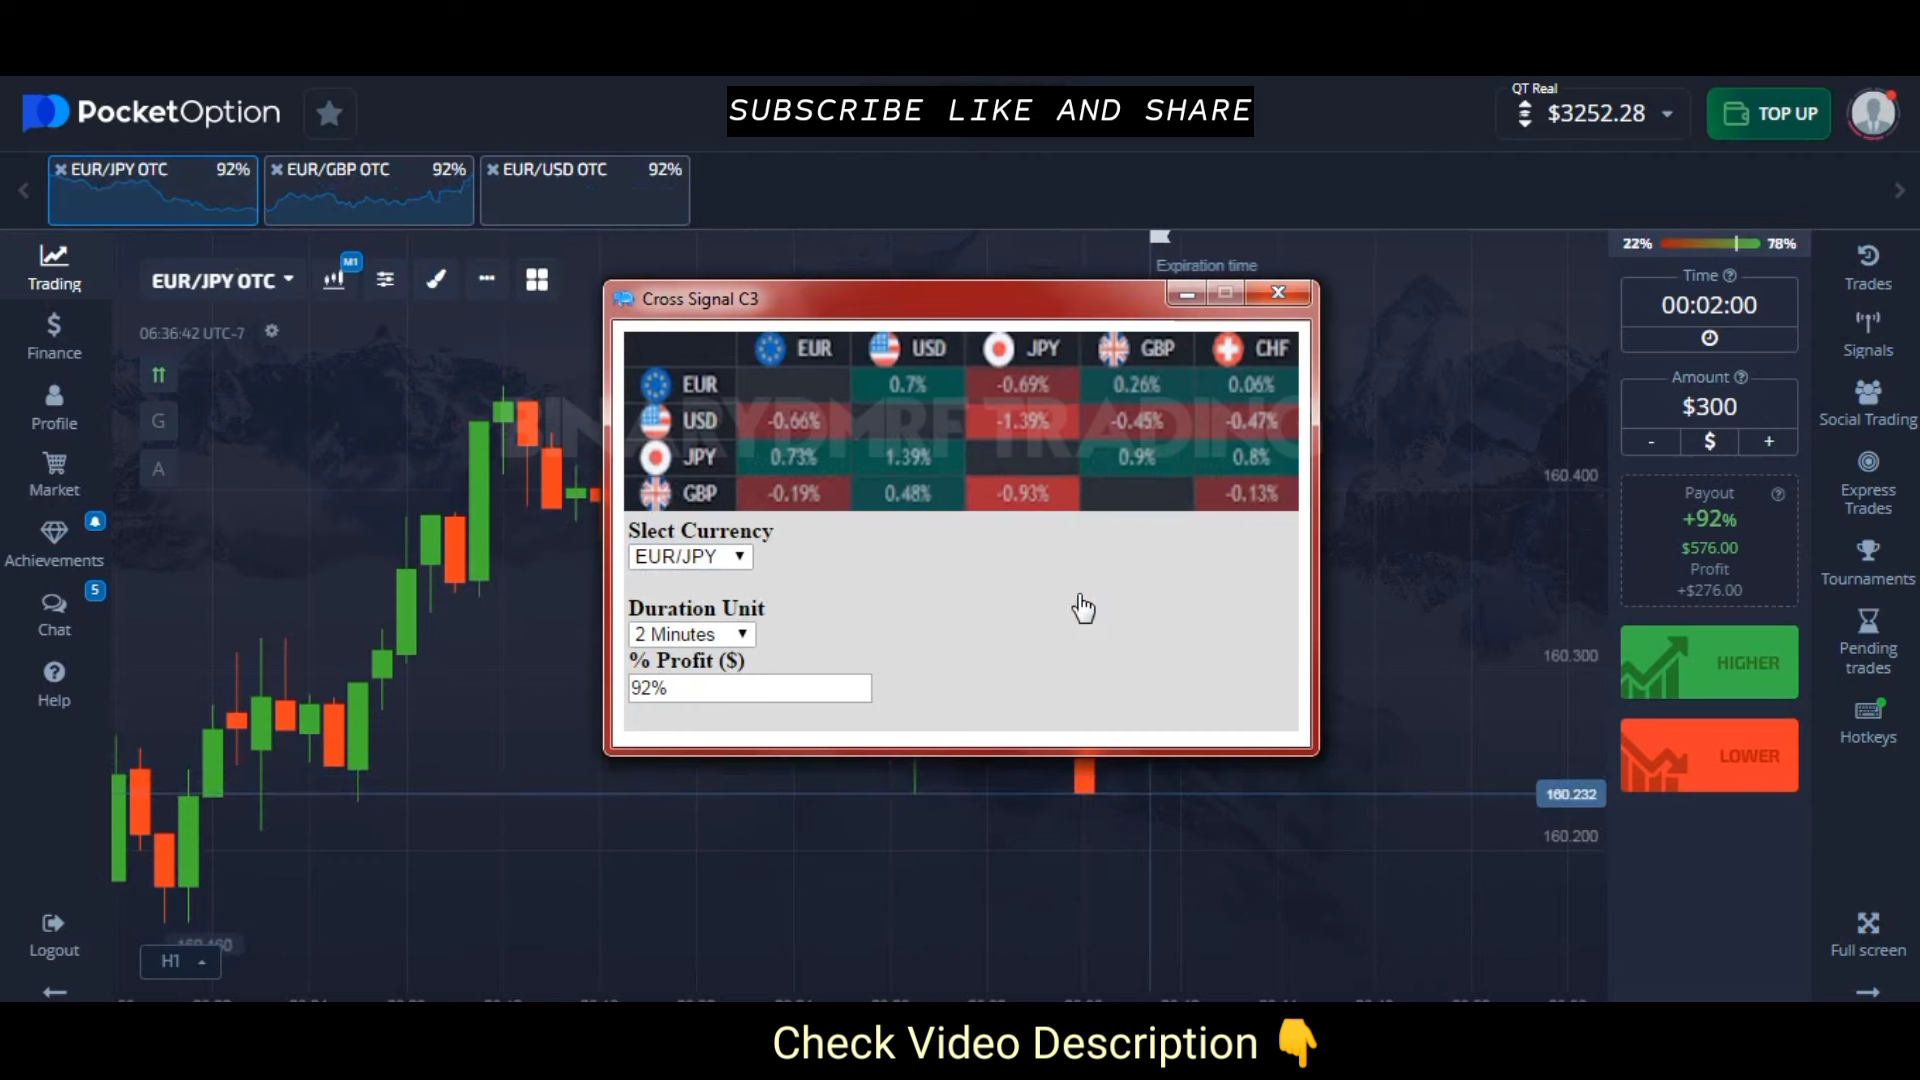 SUBSCRIBE LIKE AND SHARE
PocketOption
QT Real
$3252.28
TOP UP
EUR/JPY OTC 92%
EUR/GBP OTC 92%
EUR/USD OTC 92%
Trading
Finance
Profile
Market
Achievements
5
Chat
Help
Logout
EUR/JPY OTC
M1
06:36:42 UTC-7
G
A
H1
Expiration time
160.400
160.300
160.232
160.200
Cross Signal C3
EUR USD JPY GBP CHF
EUR 0.7% -0.69% 0.26% 0.06%
USD -0.66% -1.39% -0.45% -0.47%
JPY 0.73% 1.39% 0.9% 0.8%
GBP -0.19% 0.48% -0.93% -0.13%
BINARYDMRF TRADING
Slect Currency
EUR/JPY
Duration Unit
2 Minutes
% Profit ($)
92%
22% 78%
Time
00:02:00
Amount
$300
- $ +
Payout
+92%
$576.00
Profit
+$276.00
HIGHER
LOWER
Trades
Signals
Social Trading
Express
Trades
Tournaments
Pending
trades
Hotkeys
Full screen
Check Video Description